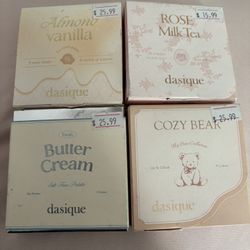 $ 25.99
Almond
vanilla
dasique
$ 15.99
ROSE
Milk Tea
dasique
$ 25.99
Butter
Cream
dasique
$ 25.99
COZY BEAR
dasique